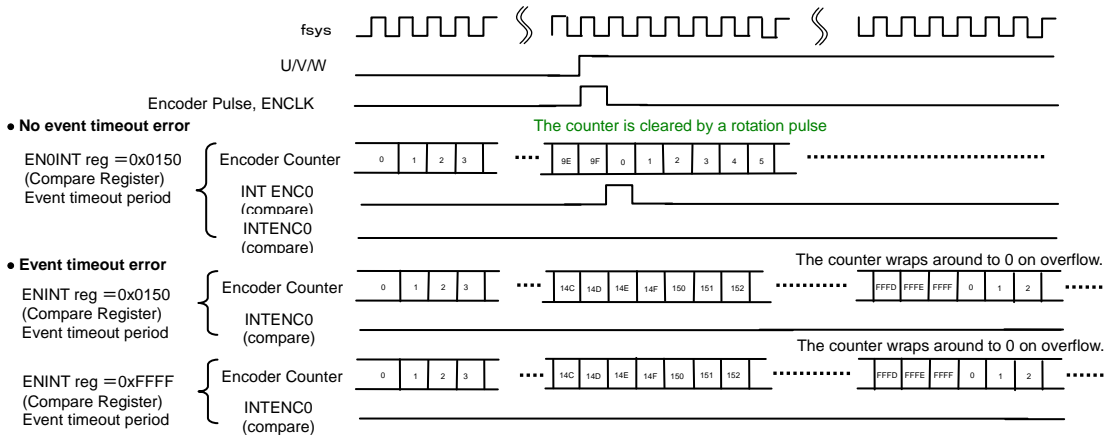 fsys
U/V/W
Encoder Pulse, ENCLK
• No event timeout error
The counter is cleared by a rotation pulse
EN0INT reg =0x0150
(Compare Register)
Event timeout period
Encoder Counter
0 1 2 3 ···· 9E 9F 0 1 2 3 4 5
INT ENC0
(compare
INTENC0
(compare)
• Event timeout error
The counter wraps around to 0 on overflow.
ENINT reg =0x0150
(Compare Register)
Event timeout period
Encoder Counter
0 1 2 3 14C 14D 14E 14F 150 151 152 FFFD FFFE FFFF 0 1 2
INTENC0
(compare)
The counter wraps around to 0 on overflow.
ENINT reg =0xFFFF
(Compare Register)
Event timeout period
Encoder Counter
0 1 2 3 14C 14D 14E 14F 150 151 152 FFFD FFFE FFFF 0 1 2
INTENC0
(compare)